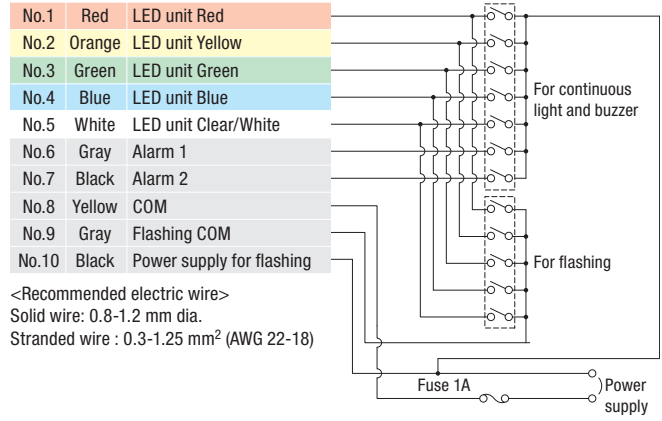 No.1 Red LED unit Red
No.2 Orange LED unit Yellow
No.3 Green LED unit Green
No.4 Blue LED unit Blue
No.5 White LED unit Clear/White
No.6 Gray Alarm 1
No.7 Black Alarm 2
No.8 Yellow COM
No.9 Gray Flashing COM
No.10 Black Power supply for flashing
For continuous
light and buzzer
For flashing
<Recommended electric wire>
Solid wire: 0.8-1.2 mm dia.
Stranded wire : 0.3-1.25 mm² (AWG 22-18)
Fuse 1A
Power
supply